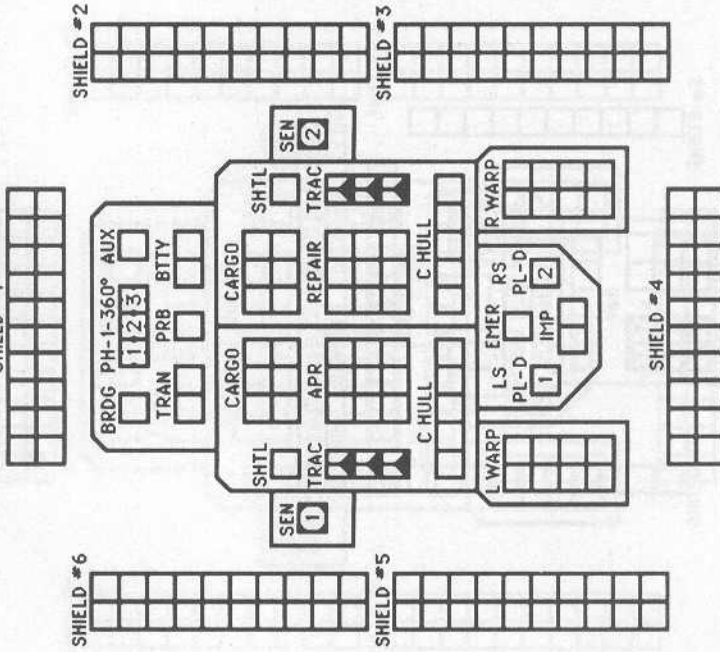 SHIELD #2
SHIELD #3
BRDG PH-1-360° AUX
1 2 3
TRAN PRB BTTY
SEN
2
SHTL
TRAC
CARGO
REPAIR
C HULL
R WARP
SHTL
TRAC
CARGO
APR
C HULL
L WARP
SEN
1
LS
PL-D
1
EMER
IMP
RS
PL-D
2
SHIELD #4
SHIELD #6
SHIELD #5